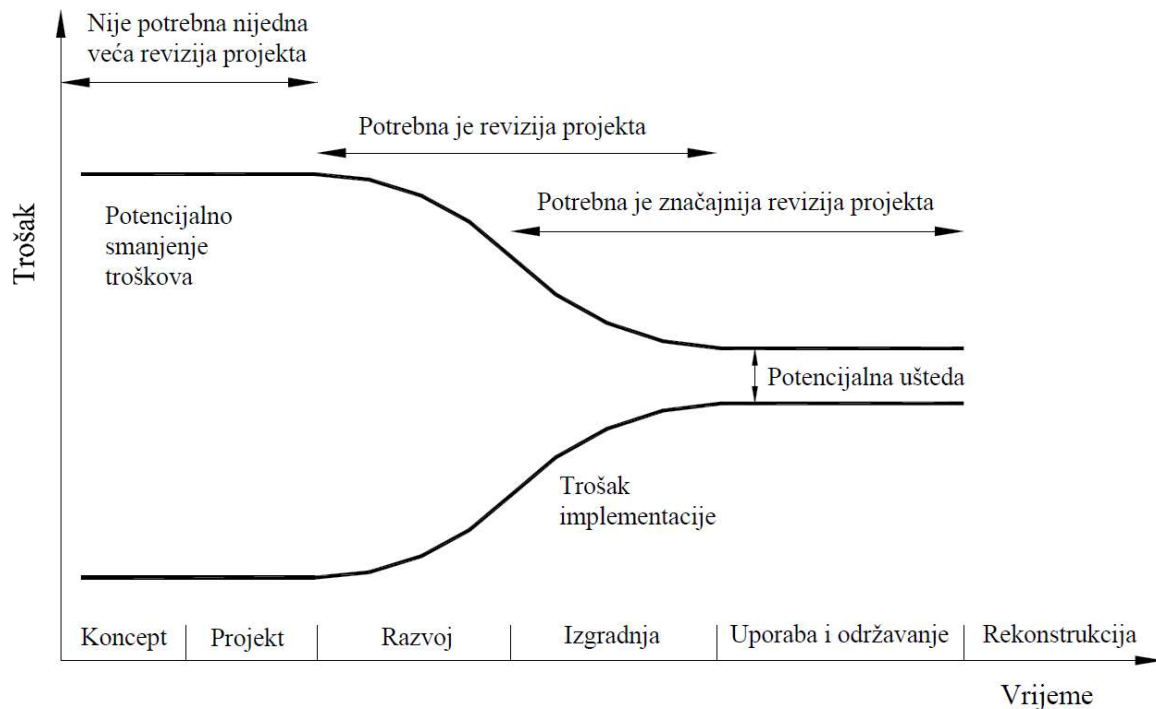 Nije potrebna nijedna
veća revizija projekta
Potrebna je revizija projekta
Potrebna je značajnija revizija projekta
Trošak
Potencijalno
smanjenje
troškova
Potencijalna ušteda
Trošak
implementacije
Koncept
Projekt
Razvoj
Izgradnja
Uporaba i održavanje
Rekonstrukcija
Vrijeme